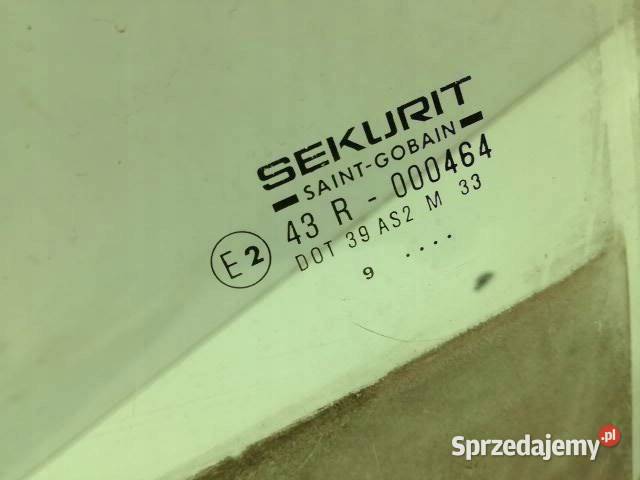 SEKURIT
SAINT-GOBAIN
E2
43 R - 000464
DOT 39 AS2 M 33
9 ....
Sprzedajemy.pl